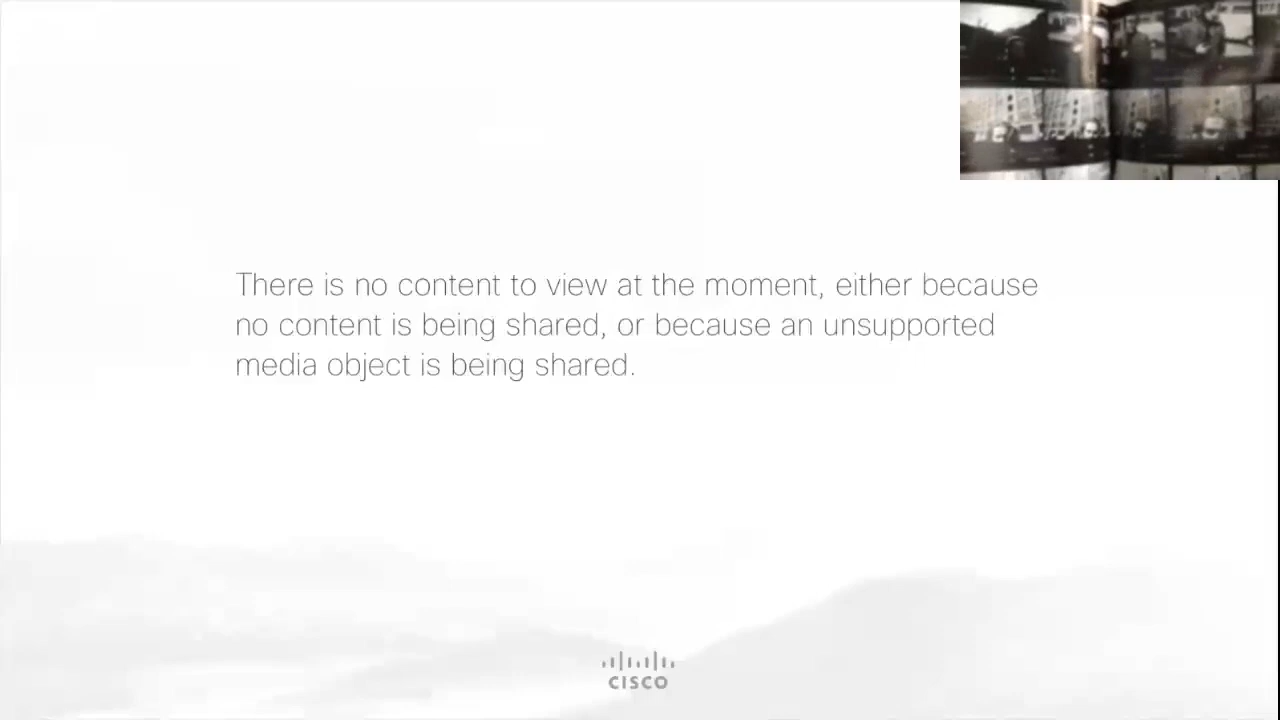 There is no content to view at the moment, either because
no content is being shared, or because an unsupported
media object is being shared.
CISCO